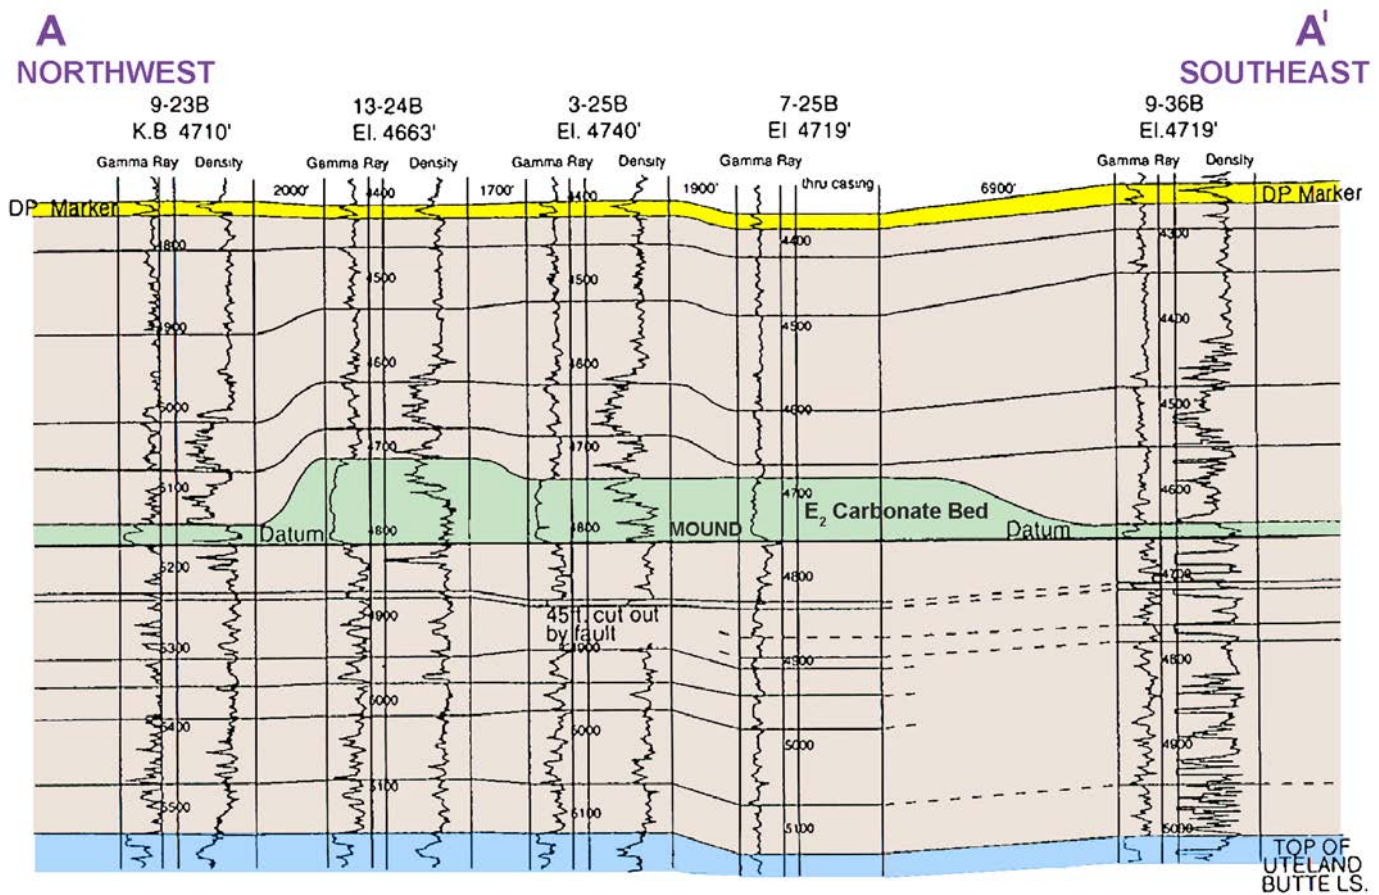 A
A'
NORTHWEST
SOUTHEAST
9-23B
13-24B
3-25B
7-25B
9-36B
K.B 4710'
El. 4663'
El. 4740'
El 4719'
El.4719'
Gamma Ray Density
Gamma Ray Density
Gamma Ray Density
Gamma Ray
Gamma Ray Density
2000'
4400
1700'
4400
1900'
thru casing
6900'
DP Marker
DP Marker
4800
4400
4300
4500
4500
4900
4500
4400
4600
4600
5000
4600
4500
4700
4700
5100
4700
4600
E2 Carbonate Bed
Datum
4800
4800
MOUND
Datum
5200
4800
4700
4900
45 ft. cut out
by fault
5300
4900
4900
4800
5000
5400
5000
5000
4900
5100
5500
5100
5100
5000
TOP OF
UTELAND
BUTTE LS.